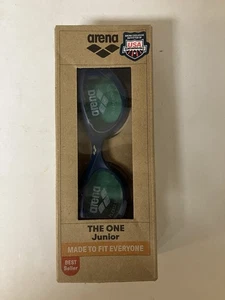 arena
USA
arena
arena
THE ONE
Junior
MADE TO FIT EVERYONE
BEST
Seller